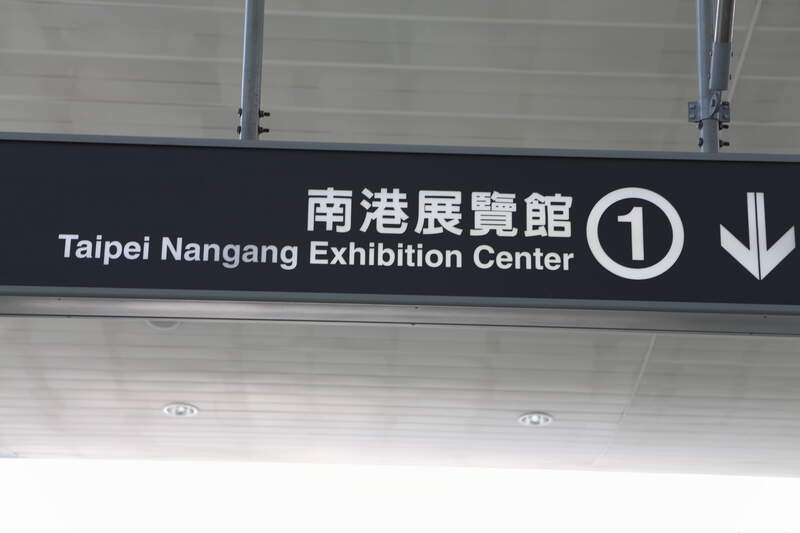 南港展覽館
Taipei Nangang Exhibition Center
1